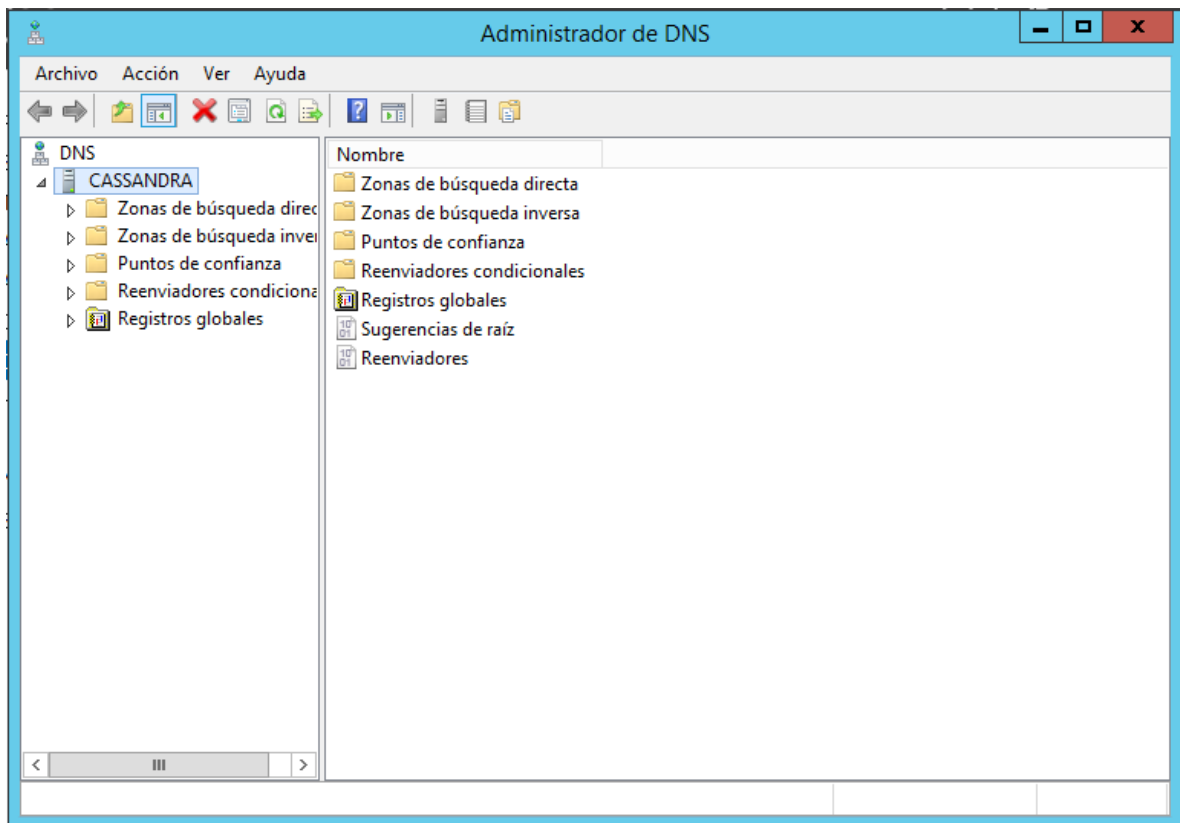 Administrador de DNS
Archivo Acción Ver Ayuda
DNS
CASSANDRA
Zonas de búsqueda direc
Zonas de búsqueda inver
Puntos de confianza
Reenviadores condiciona
Registros globales
Nombre
Zonas de búsqueda directa
Zonas de búsqueda inversa
Puntos de confianza
Reenviadores condicionales
Registros globales
Sugerencias de raíz
Reenviadores